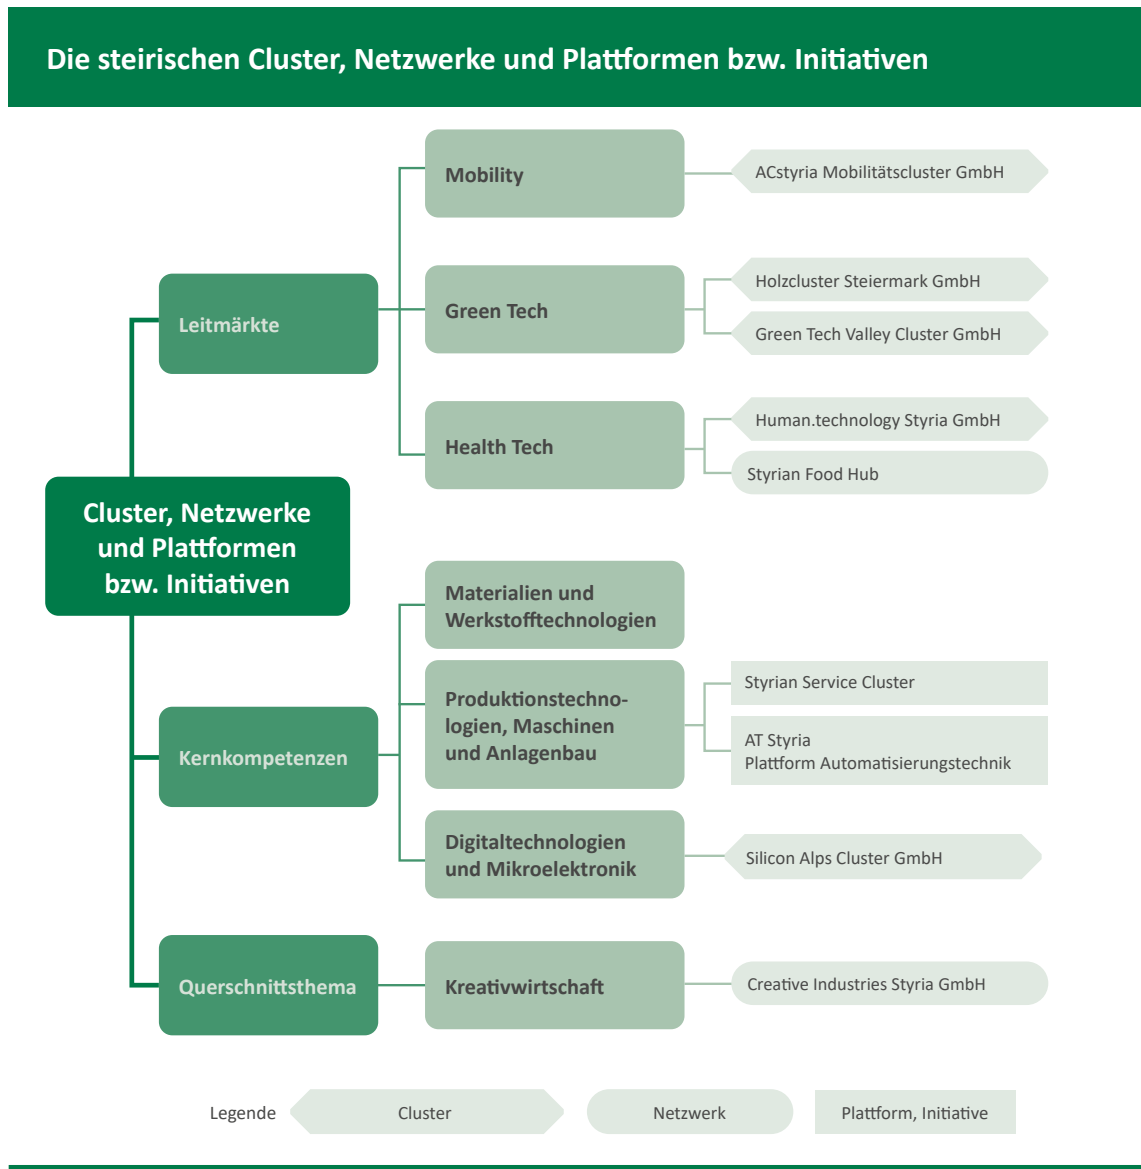 Die steirischen Cluster, Netzwerke und Plattformen bzw. Initiativen
Cluster, Netzwerke
und Plattformen
bzw. Initiativen
Leitmärkte
Mobility
ACstyria Mobilitätscluster GmbH
Green Tech
Holzcluster Steiermark GmbH
Green Tech Valley Cluster GmbH
Health Tech
Human.technology Styria GmbH
Styrian Food Hub
Kernkompetenzen
Materialien und
Werkstofftechnologien
Produktionstechno-
logien, Maschinen
und Anlagenbau
Styrian Service Cluster
AT Styria
Plattform Automatisierungstechnik
Digitaltechnologien
und Mikroelektronik
Silicon Alps Cluster GmbH
Querschnittsthema
Kreativwirtschaft
Creative Industries Styria GmbH
Legende
Cluster
Netzwerk
Plattform, Initiative